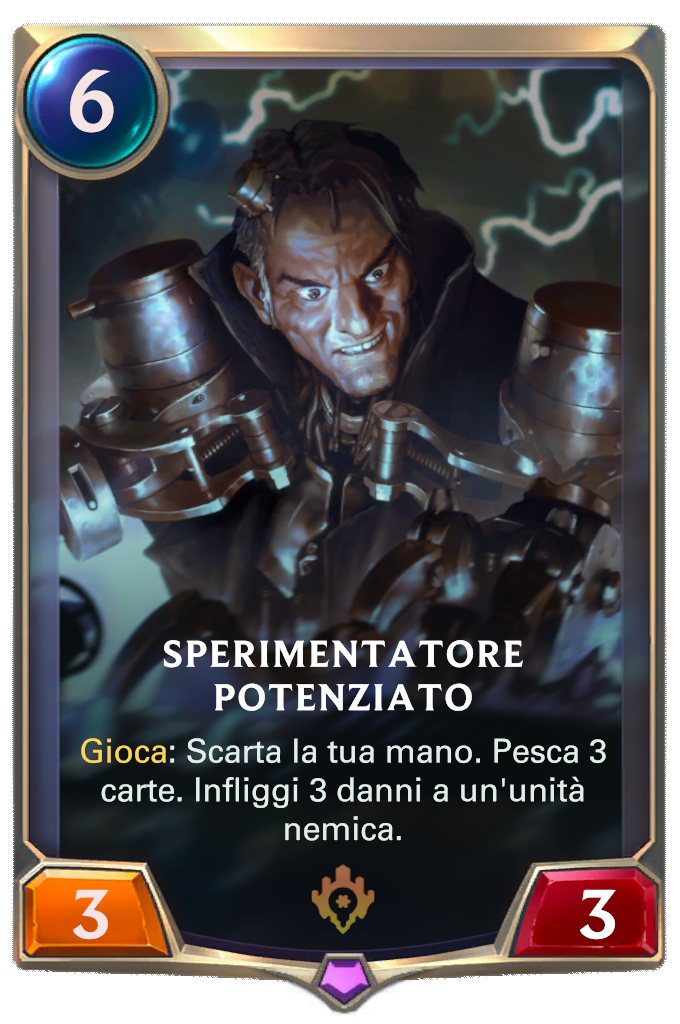 6
SPERIMENTATORE
POTENZIATO
Gioca: Scarta la tua mano. Pesca 3
carte. Infliggi 3 danni a un'unità
nemica.
3
3